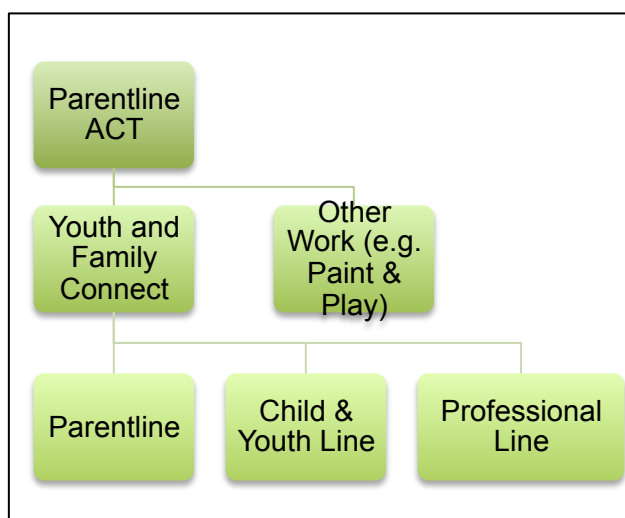 Parentline
ACT
Youth and
Family
Connect
Other
Work (e.g.
Paint &
Play)
Parentline
Child &
Youth Line
Professional
Line